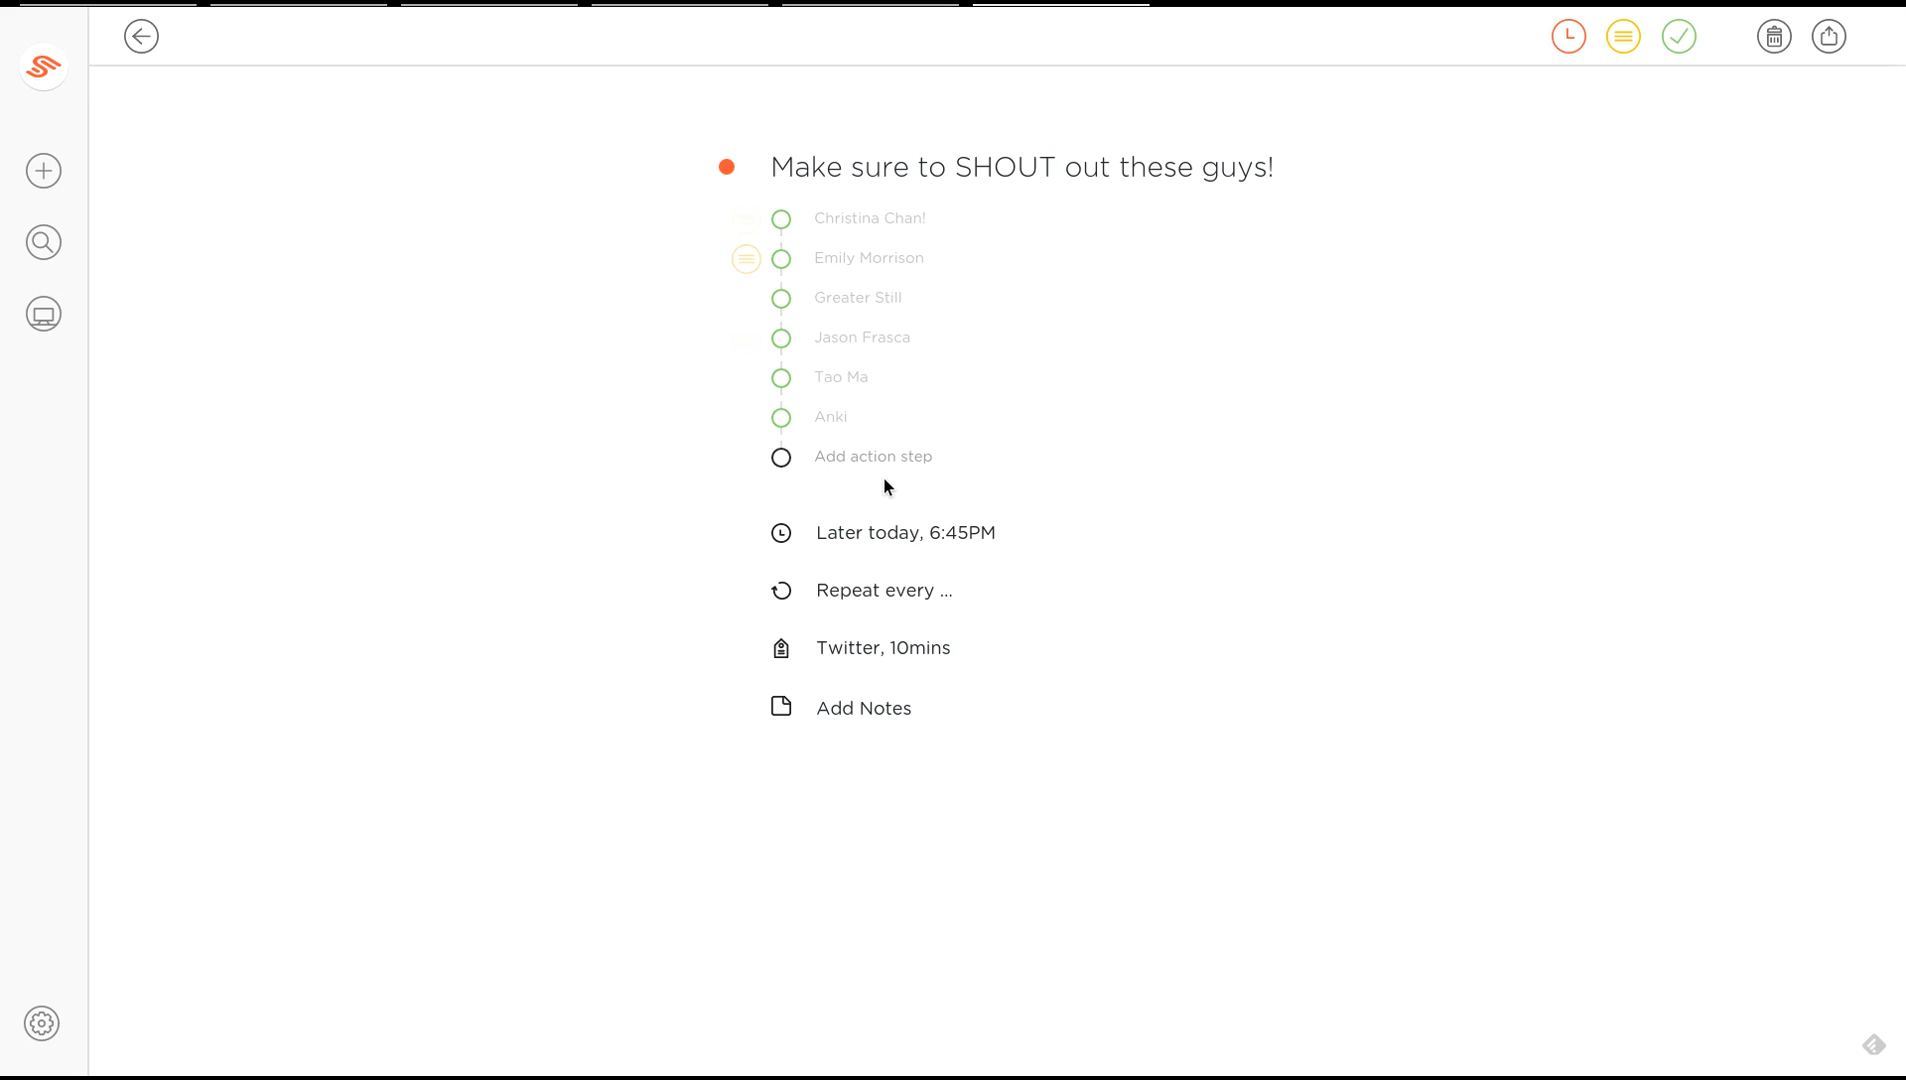 Make sure to SHOUT out these guys!
Christina Chan!
Emily Morrison
Greater Still
Jason Frasca
Tao Ma
Anki
Add action step
Later today, 6:45PM
Repeat every ...
Twitter, 10mins
Add Notes